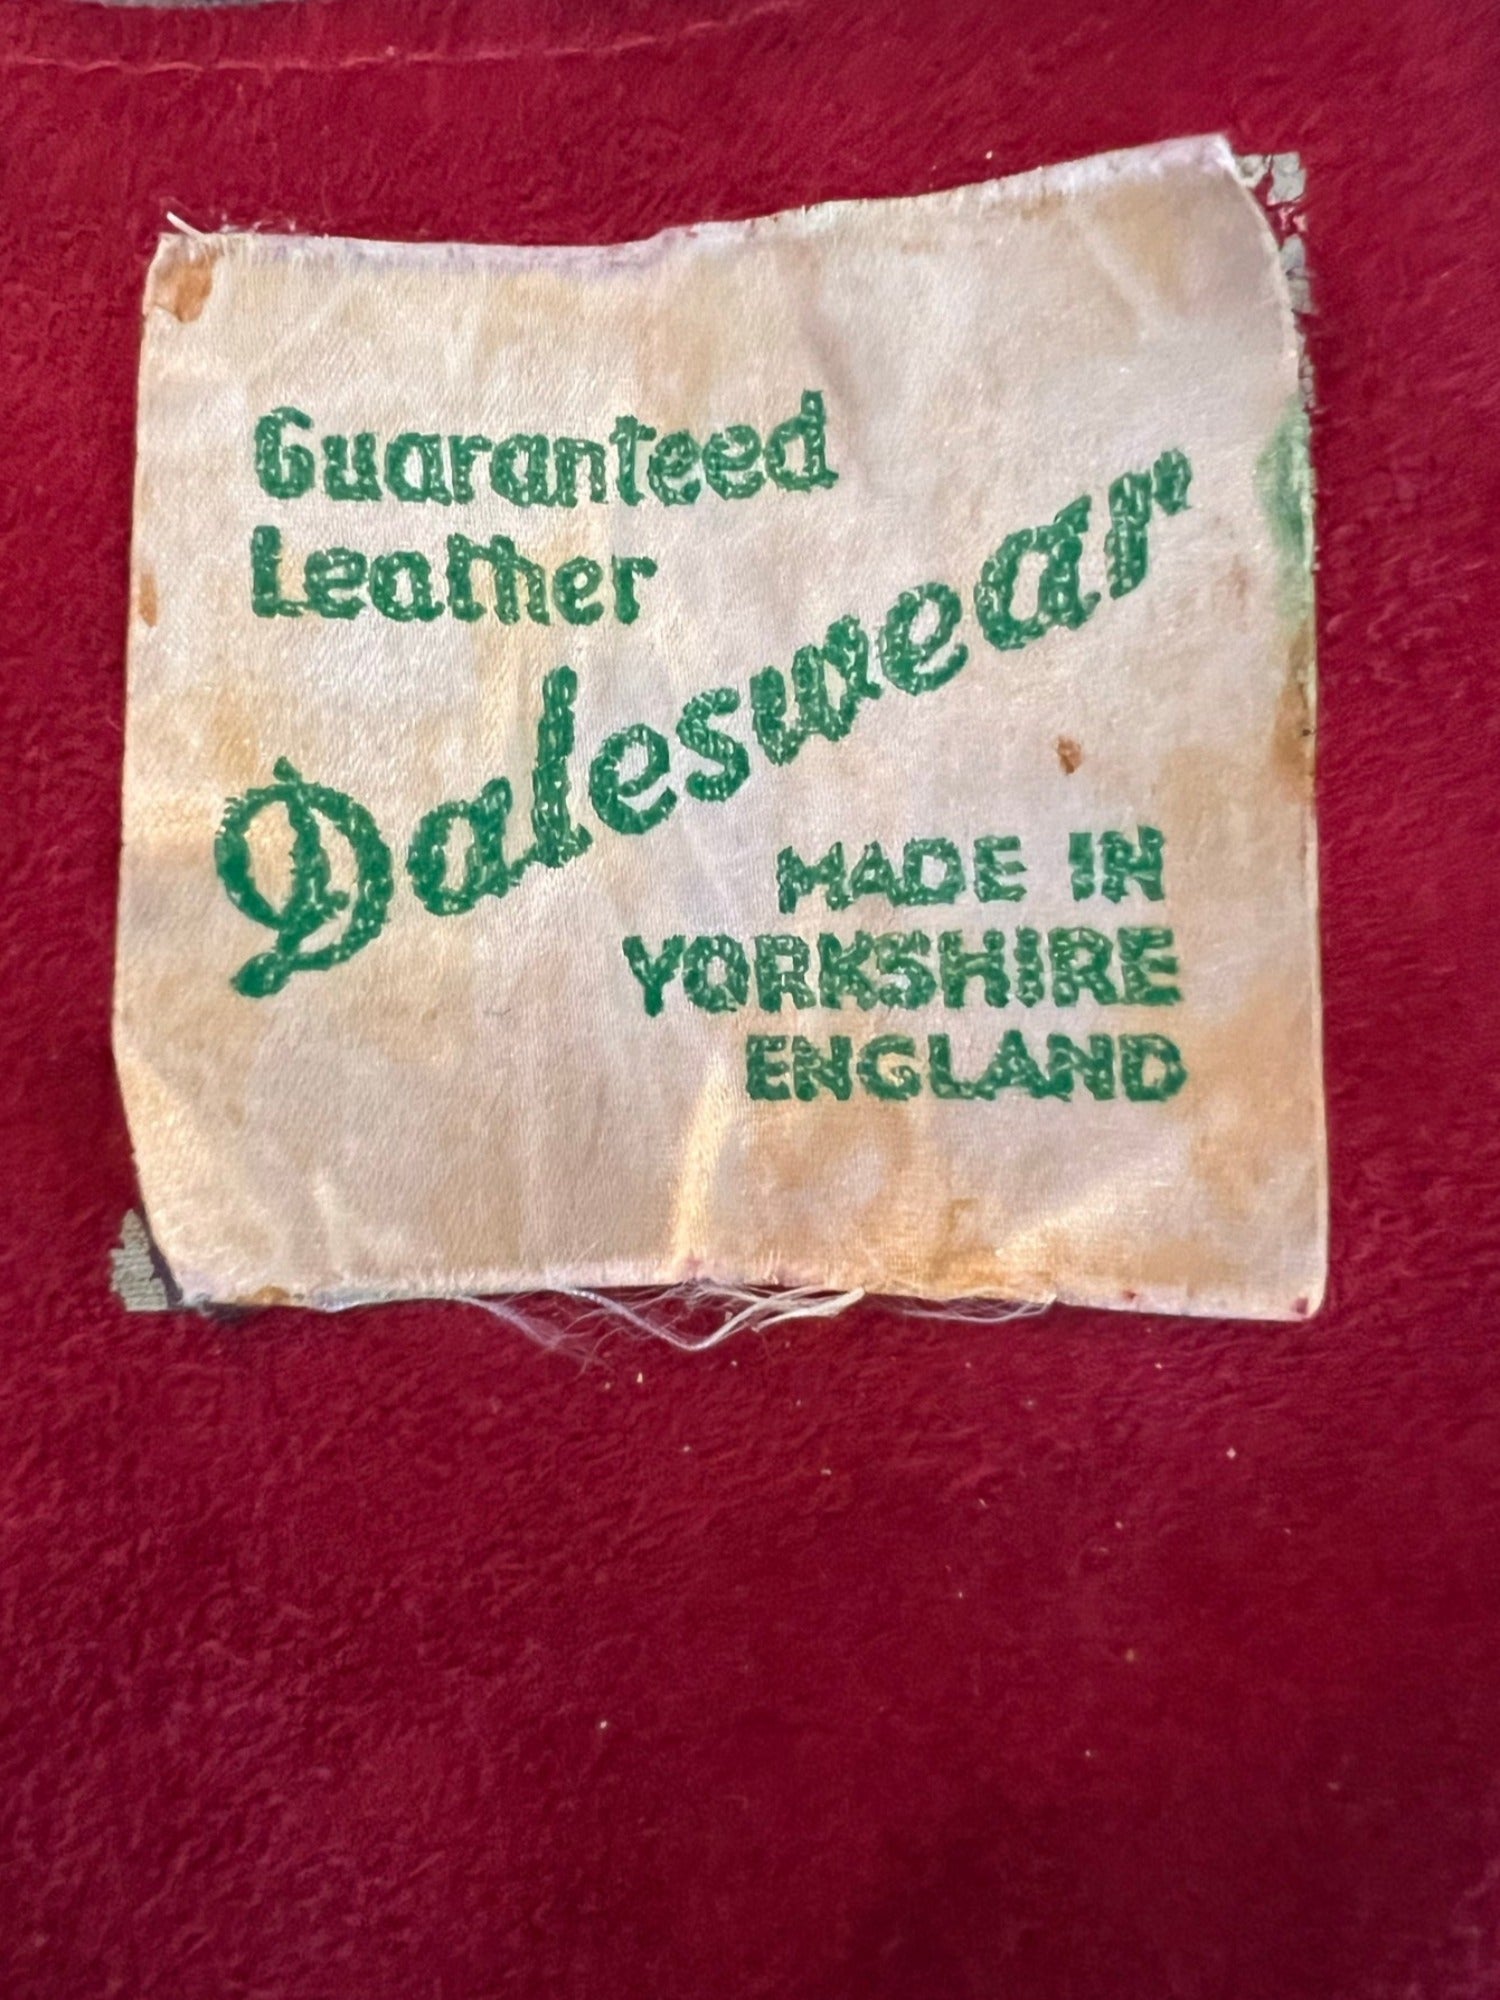 Guaranteed
Leather
Daleswear
MADE IN
YORKSHIRE
ENGLAND